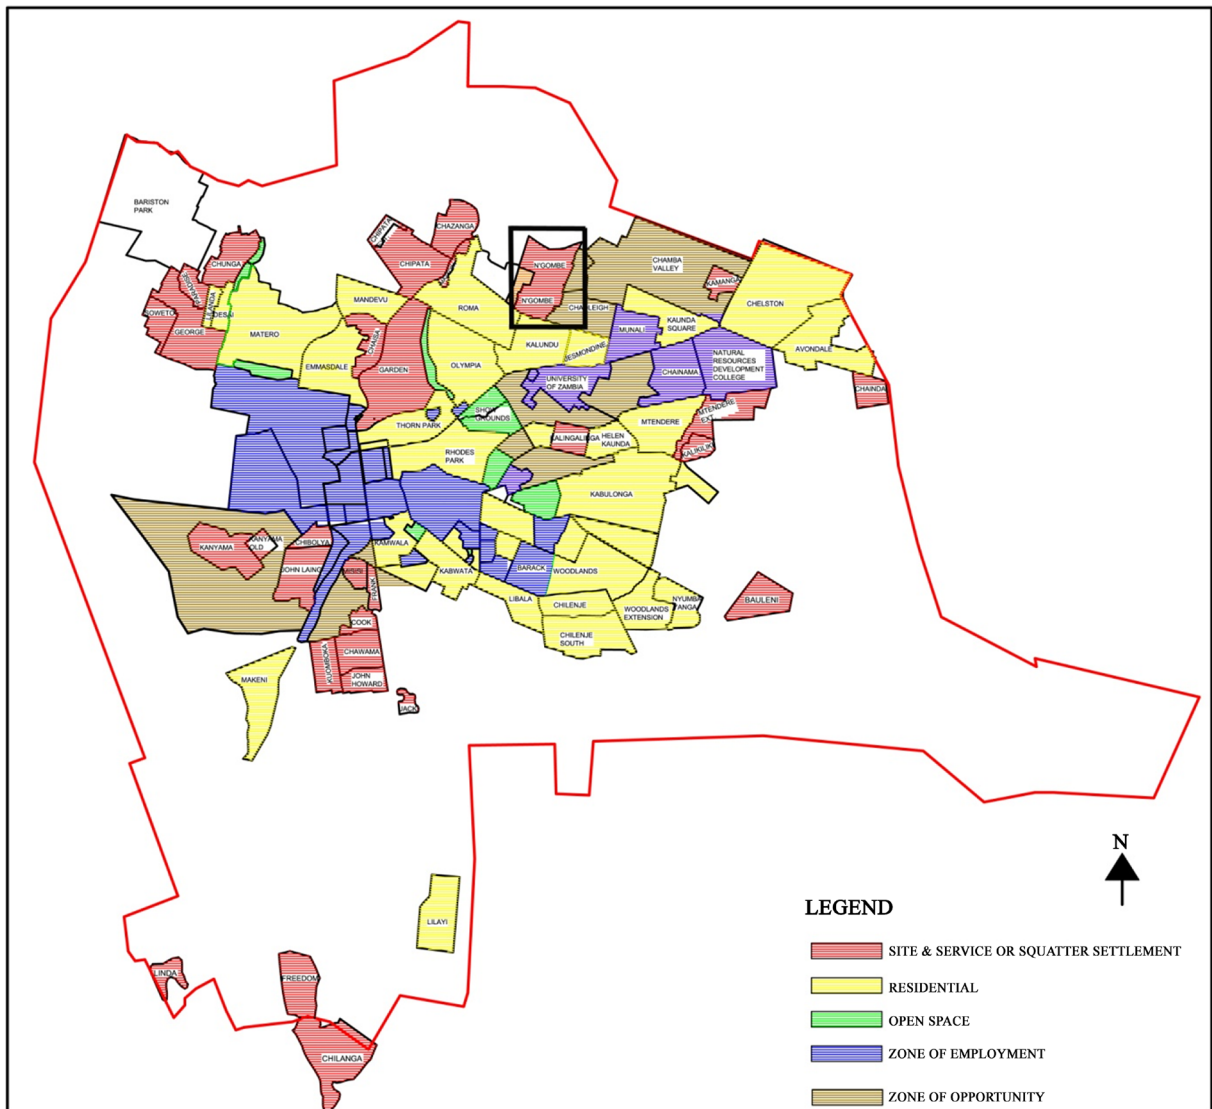 BARISTON
PARK
CHIPATA
CHAZANGA
CHUNGA
CHIPATA
N'GOMBE
CHAMBA
VALLEY
KAMANGA
PARADISE
LILANDA
DESAI
SOWETO
GEORGE
MATERO
MANDEVU
ROMA
N'GOMBE
CHELSTON
KAUNDA
SQUARE
MUNALI
CHAISA
EMMASDALE
GARDEN
OLYMPIA
KALUNDU
JESMONDINE
AVONDALE
NATURAL
RESOURCES
DEVELOPMENT
COLLEGE
CHAINAMA
UNIVERSITY
OF ZAMBIA
CHAINDA
MTENDERE
EXT.
SHOW
GROUNDS
THORN PARK
MTENDERE
KALINGALINGA
HELEN
KAUNDA
KALIKILIKI
RHODES
PARK
KABULONGA
KANYAMA
KANYAMA
OLD
CHIBOLYA
KAMWALA
JOHN LAING
MISISI
FRANK
KABWATA
BARACK
WOODLANDS
LIBALA
CHILENJE
WOODLANDS
EXTENSION
BAULENI
COOK
CHILENJE
SOUTH
KUOMBOKA
CHAWAMA
JOHN
HOWARD
MAKENI
JACK
N
LEGEND
LILAYI
SITE & SERVICE OR SQUATTER SETTLEMENT
LINDA
FREEDOM
RESIDENTIAL
OPEN SPACE
CHILANGA
ZONE OF EMPLOYMENT
ZONE OF OPPORTUNITY